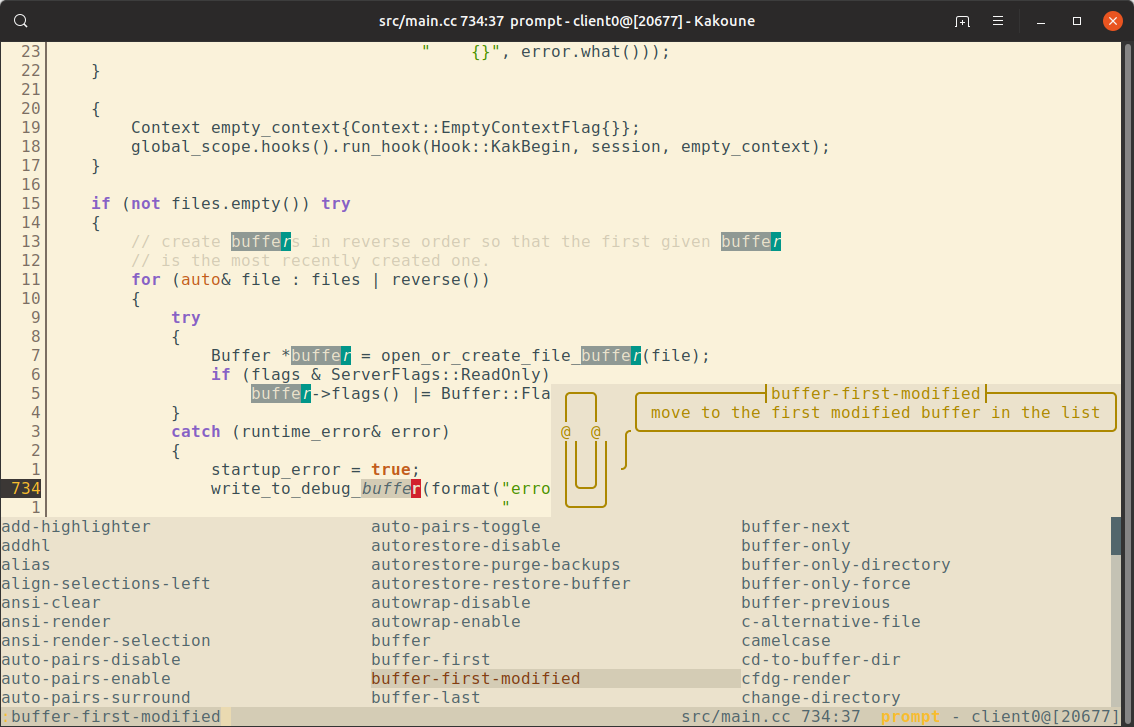 src/main.cc 734:37 prompt - client0@[20677] - Kakoune
23 "    {}", error.what()));
22 }
21
20 {
19 Context empty_context{Context::EmptyContextFlag{}};
18 global_scope.hooks().run_hook(Hook::KakBegin, session, empty_context);
17 }
16
15 if (not files.empty()) try
14 {
13 // create buffers in reverse order so that the first given buffer
12 // is the most recently created one.
11 for (auto& file : files | reverse())
10 {
9 try
8 {
7 Buffer *buffer = open_or_create_file_buffer(file);
6 if (flags & ServerFlags::ReadOnly)
5 buffer->flags() |= Buffer::Fla
buffer-first-modified
move to the first modified buffer in the list
4 }
3 catch (runtime_error& error)
@ @
2 {
1 startup_error = true;
734 write_to_debug_buffer(format("erro
1 "
add-highlighter auto-pairs-toggle buffer-next
addhl autorestore-disable buffer-only
alias autorestore-purge-backups buffer-only-directory
align-selections-left autorestore-restore-buffer buffer-only-force
ansi-clear autowrap-disable buffer-previous
ansi-render autowrap-enable c-alternative-file
ansi-render-selection buffer camelcase
auto-pairs-disable buffer-first cd-to-buffer-dir
auto-pairs-enable buffer-first-modified cfdg-render
auto-pairs-surround buffer-last change-directory
:buffer-first-modified src/main.cc 734:37 prompt - client0@[20677]